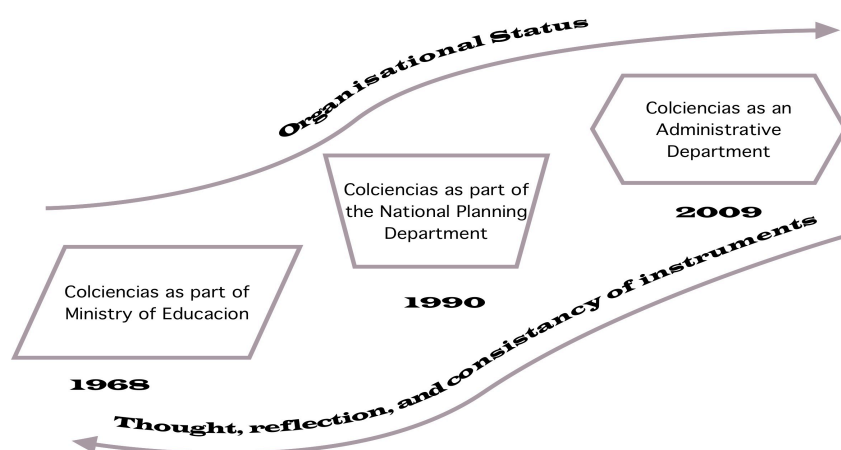 Organisational Status
Colciencias as an
Administrative
Department
2009
Colciencias as part of
the National Planning
Department
1990
Colciencias as part of
Ministry of Educacion
1968
Thought, reflection, and consistancy of instruments